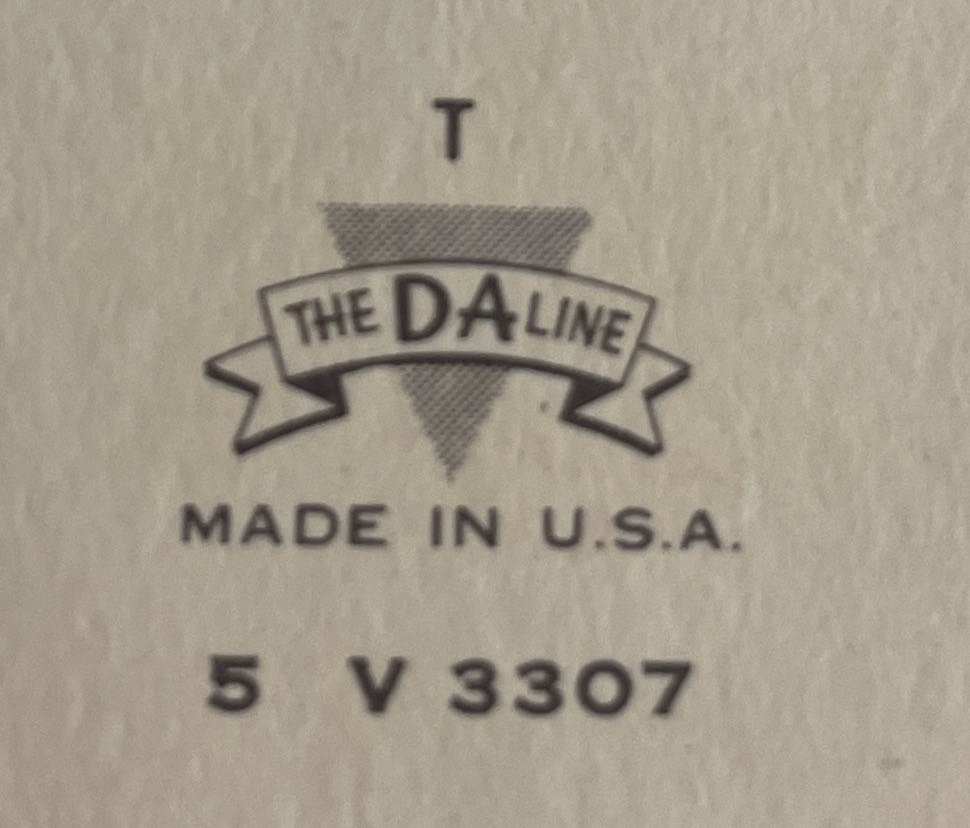 T
THE DA LINE
MADE IN U.S.A.
5 V 3307